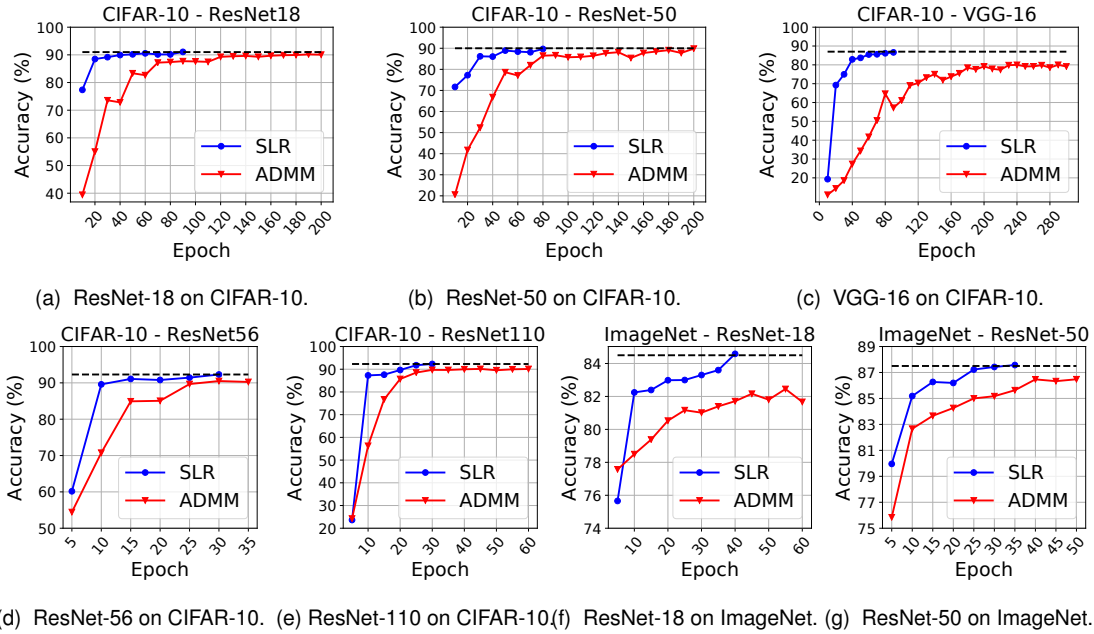 CIFAR-10 - ResNet18
100
90
80
70
60
50
40
Accuracy (%)
SLR
ADMM
20 40 60 80 100 120 140 160 180 200
Epoch
(a) ResNet-18 on CIFAR-10.
CIFAR-10 - ResNet-50
100
90
80
70
60
50
40
30
20
Accuracy (%)
SLR
ADMM
20 40 60 80 100 120 140 160 180 200
Epoch
(b) ResNet-50 on CIFAR-10.
CIFAR-10 - VGG-16
100
90
80
70
60
50
40
30
20
Accuracy (%)
SLR
ADMM
0 40 80 120 160 200 240 280
Epoch
(c) VGG-16 on CIFAR-10.
CIFAR-10 - ResNet56
100
90
80
70
60
50
Accuracy (%)
SLR
ADMM
5 10 15 20 25 30 35
Epoch
(d) ResNet-56 on CIFAR-10.
CIFAR-10 - ResNet110
100
90
80
70
60
50
40
30
20
Accuracy (%)
SLR
ADMM
10 20 30 40 50 60
Epoch
(e) ResNet-110 on CIFAR-10.
ImageNet - ResNet-18
84
82
80
78
76
74
Accuracy (%)
SLR
ADMM
10 20 30 40 50 60
Epoch
(f) ResNet-18 on ImageNet.
ImageNet - ResNet-50
89
87
85
83
81
79
77
75
Accuracy (%)
SLR
ADMM
5 10 15 20 25 30 35 40 45 50
Epoch
(g) ResNet-50 on ImageNet.